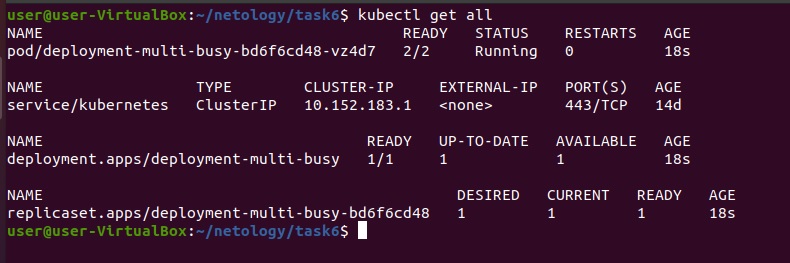 user@user-VirtualBox:~/netology/task6$ kubectl get all
NAME                                         READY   STATUS    RESTARTS   AGE
pod/deployment-multi-busy-bd6f6cd48-vz4d7   2/2     Running   0          18s

NAME                 TYPE        CLUSTER-IP     EXTERNAL-IP   PORT(S)   AGE
service/kubernetes   ClusterIP   10.152.183.1   <none>        443/TCP   14d

NAME                                    READY   UP-TO-DATE   AVAILABLE   AGE
deployment.apps/deployment-multi-busy   1/1     1            1           18s

NAME                                              DESIRED   CURRENT   READY   AGE
replicaset.apps/deployment-multi-busy-bd6f6cd48   1         1         1       18s
user@user-VirtualBox:~/netology/task6$